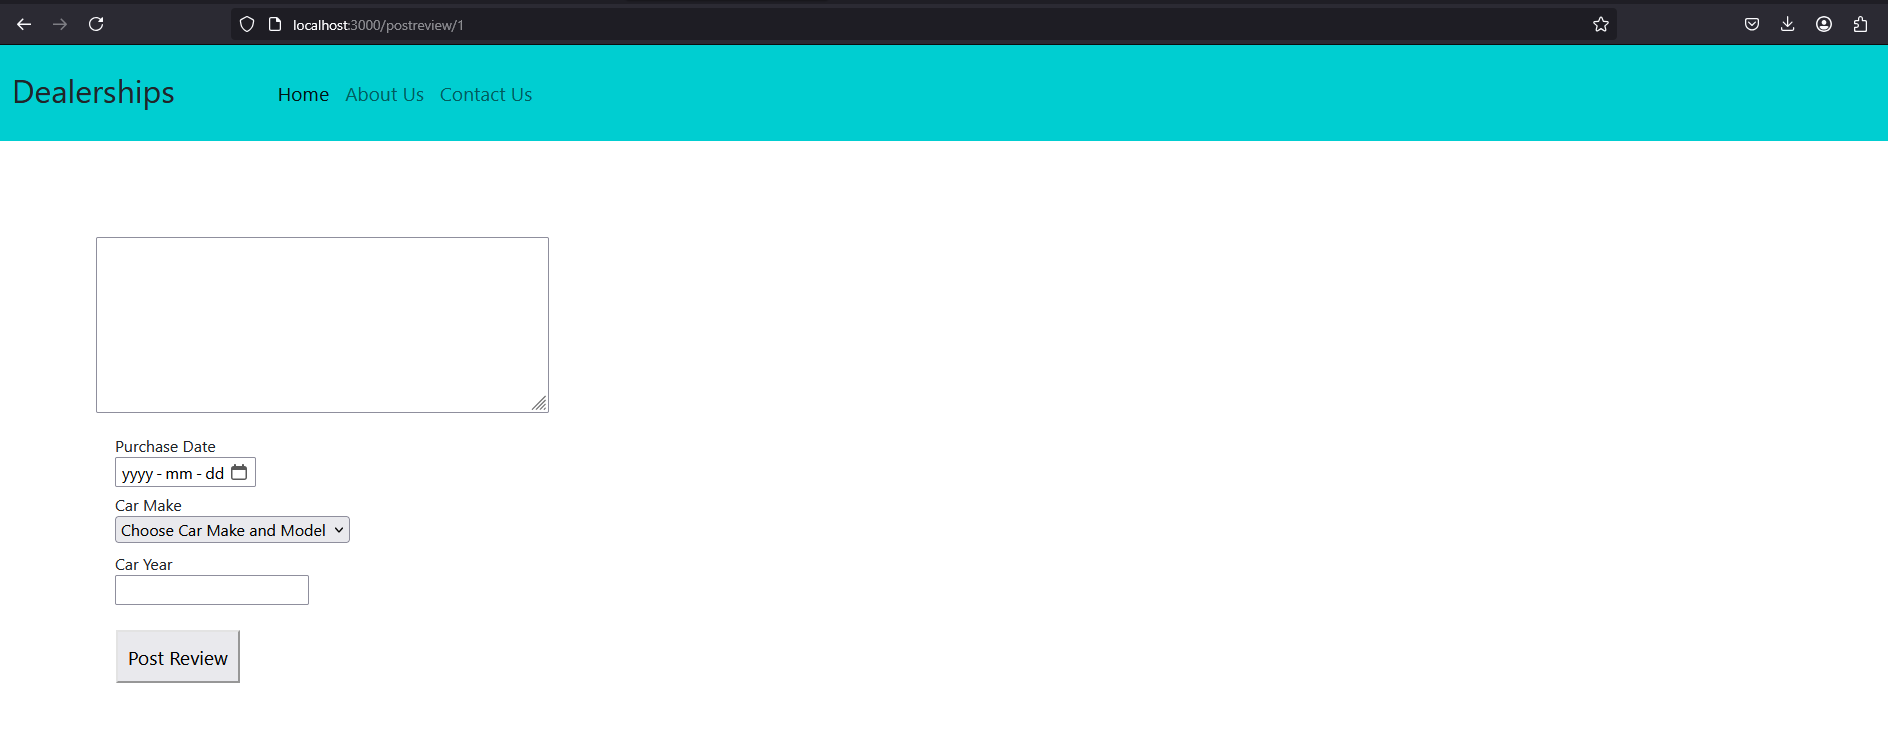 localhost:3000/postreview/1
Dealerships
Home About Us Contact Us
Purchase Date
yyyy - mm - dd
Car Make
Choose Car Make and Model
Car Year
Post Review